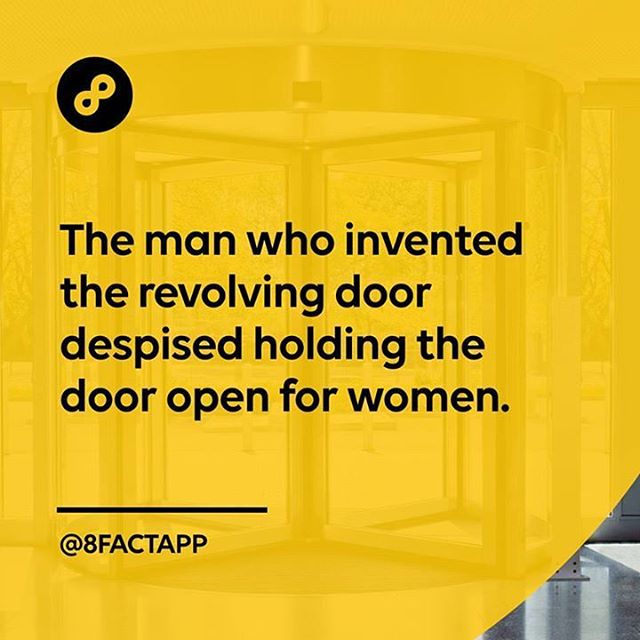 The man who invented
the revolving door
despised holding the
door open for women.
@8FACTAPP